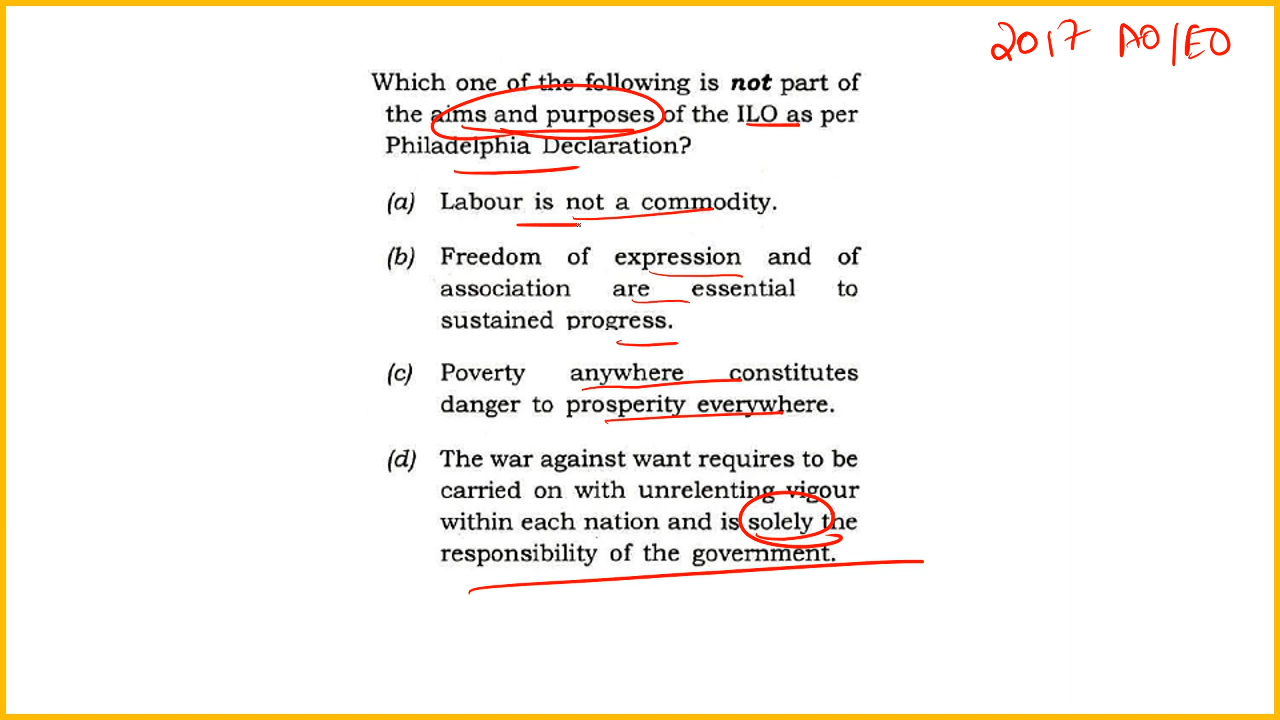 2017 AO/EO
Which one of the following is not part of
the aims and purposes of the ILO as per
Philadelphia Declaration?
(a) Labour is not a commodity.
(b) Freedom of expression and of
association are essential to
sustained progress.
(c) Poverty anywhere constitutes
danger to prosperity everywhere.
(d) The war against want requires to be
carried on with unrelenting vigour
within each nation and is solely the
responsibility of the government.